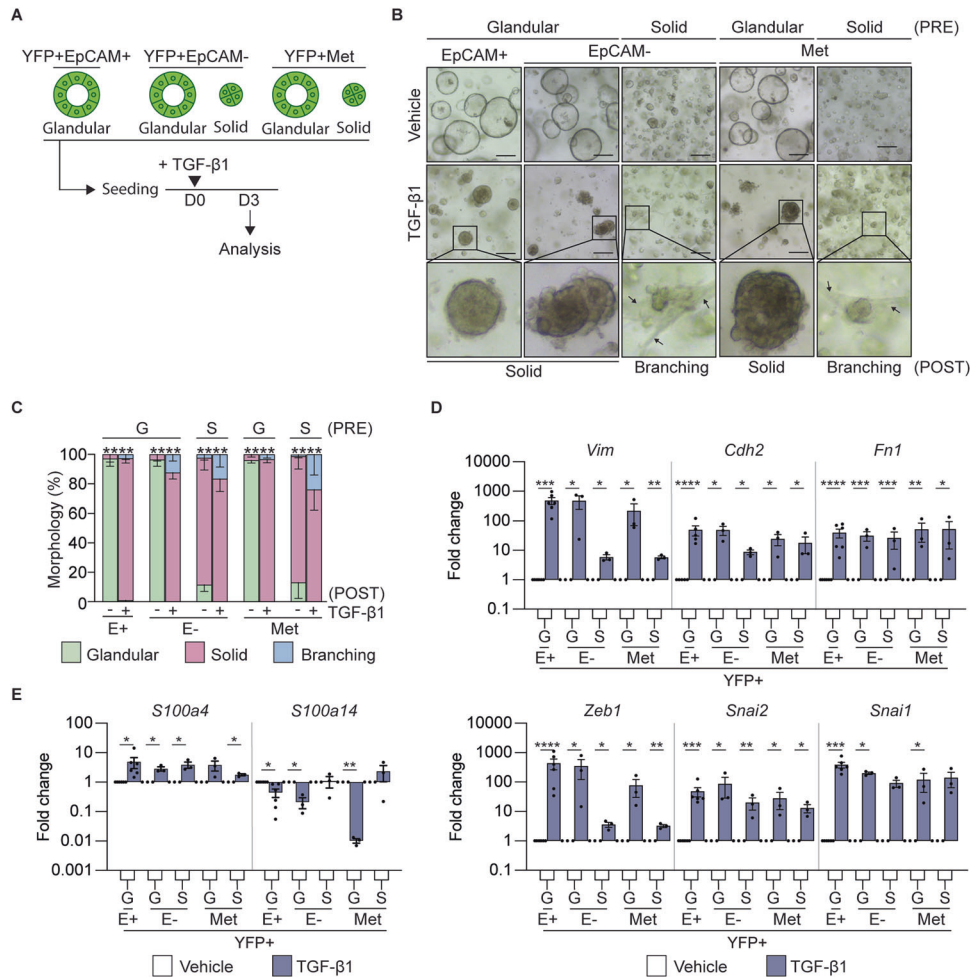 A
YFP+EpCAM+ YFP+EpCAM- YFP+Met
Glandular Glandular Solid Glandular Solid
+ TGF-β1
Seeding
D0 D3
Analysis
B
Glandular Solid Glandular Solid (PRE)
EpCAM+ EpCAM- Met
Vehicle
TGF-β1
Solid Branching Solid Branching (POST)
C
G S G S (PRE)
**** **** **** **** ****
Morphology (%)
100
80
60
40
20
0
(POST)
- + - + - + - + - + TGF-β1
E+ E- Met
Glandular Solid Branching
D
Vim Cdh2 Fn1
Fold change
10000
1000
100
10
1
0.1
*** * * * ** **** * * * * **** *** *** ** *
G G S G S G G S G S G G S G S
E+ E- Met E+ E- Met E+ E- Met
YFP+
Zeb1 Snai2 Snai1
Fold change
10000
1000
100
10
1
0.1
**** * * * ** *** * ** * * *** * *
G G S G S G G S G S G G S G S
E+ E- Met E+ E- Met E+ E- Met
YFP+
Vehicle TGF-β1
E
S100a4 S100a14
Fold change
100
10
1
0.1
0.01
0.001
* * * * * * **
G G S G S G G S G S
E+ E- Met E+ E- Met
YFP+
Vehicle TGF-β1